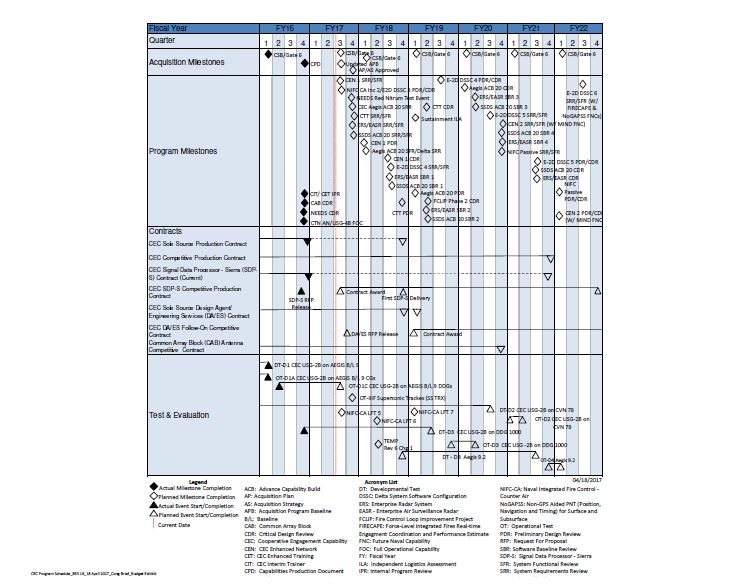 Fiscal Year FY16 FY17 FY18 FY19 FY20 FY21 FY22
Quarter 1 2 3 4 1 2 3 4 1 2 3 4 1 2 3 4 1 2 3 4 1 2 3 4 1 2 3 4
Acquisition Milestones
CSB/Gate 6
CSB/Gate 6
CSB/Gate 6
CSB/Gate 6
CSB/Gate 6
CSB/Gate 6
CSB/Gate 6
CPD
Updated APB
AP/AS Approved
Program Milestones
CEN 1 SRR/SFR
NIFC CA Inc 2/E2D DSSC 3 PDR/CDR
NEEDS Red Nitrum Test Event
CEC Aegis ACB 20 SRR
CTT SRR/SFR
ERS/EASR SRR/SFR
SSDS ACB 20 SRR/SFR
CEN 1 PDR
Aegis ACB 20 SFR/Delta SRR
CEN 1 CDR
E-2D DSSC 4 SRR/SFR
ERS/EASR SBR 1
SSDS ACB 20 SBR 1
CIT/ CET IPR
CAB CDR
NEEDS CDR
CTN AN/USG-4B FOC
CTT PDR
E-2D DSSC 4 PDR/CDR
Aegis ACB 20 CDR
CTT CDR
Sustainment ILA
Aegis ACB 20 PDR
FCLIP Phase 2 CDR
ERS/EASR SBR 2
SSDS ACB 20 SBR 2
ERS/EASR SBR 3
SSDS ACB 20 SBR 3
E-2D DSSC 5 SRR/SFR
CEN 2 SRR/SFR (W/ MIND FNC)
SSDS ACB 20 SBR 4
ERS/EASR SBR 4
NIFC Passive SRR/SFR
E-2D DSSC 5 PDR/CDR
SSDS ACB 20 CDR
ERS/EASR CDR
NIFC
Passive
PDR/CDR
E-2D DSSC 6
SRR/SFR (W/
FIRECAPE &
NoGAPSS FNCs)
CEN 2 PDR/CDR
(W/ MIND FNC)
Contracts
CEC Sole Source Production Contract
CEC Competitive Production Contract
CEC Signal Data Processor - Sierra (SDP-
S) Contract (Current)
CEC SDP-S Competitive Production
Contract
SDP-S RFP
Release
Contract Award
First SDP-S Delivery
CEC Sole Source Design Agent/
Engineering Services (DA/ES) Contract
CEC DA/ES Follow-On Competitive
Contract
DA/ES RFP Release
Contract Award
Common Array Block (CAB) Antenna
Competitive Contract
Test & Evaluation
DT-D1 CEC USG-2B on AEGIS B/L 9
OT-D1A CEC USG-2B on AEGIS B/L 9 CGs
OT-D1C CEC USG-2B on AEGIS B/L 9 DDGs
OT-IIIF Supersonic Trackex (SSTRX)
NIFC-CA LFT 5
NIFC-CA LFT 6
NIFC-CA LFT 7
DT-D2 CEC USG-2B on CVN 78
OT-D2 CEC USG-2B on
CVN 78
DT-D3 CEC USG-2B on DDG 1000
TEMP
Rev 6 Chg 1
OT-D3 CEC USG-2B on DDG 1000
DT - D4 Aegis 9.2
OT-D4 Aegis 9.2
04/18/2017
Legend
Actual Milestone Completion
Planned Milestone Completion
Actual Event Start/Completion
Planned Event Start/Completion
Current Date
Acronym List
ACB: Advance Capability Build
AP: Acquisition Plan
AS: Acquisition Strategy
APB: Acquisition Program Baseline
B/L: Baseline
CAB: Common Array Block
CDR: Critical Design Review
CEC: Cooperative Engagement Capability
CEN: CEC Enhanced Network
CET: CEC Enhanced Training
CIT: CEC Interim Trainer
CPD: Capabilities Production Document
DT: Developmental Test
DSSC: Delta System Software Configuration
ERS: Enterprise Radar System
EASR - Enterprise Air Surveillance Radar
FCLIP: Fire Control Loop Improvement Project
FIRECAPE: Force-Level Integrated Fires Real-time
Engagment Coordination and Performance Estimate
FNC: Future Naval Capability
FOC: Full Operational Capability
FY: Fiscal Year
ILA: Independent Logistics Assessment
IPR: Internal Program Review
NIFC-CA: Naval Integrated Fire Control -
Counter Air
NoGAPSS: Non-GPS Aided PNT (Position,
Navigation and Timing) for Surface and
Subsurface
OT: Operational Test
PDR: Preliminary Design Review
RFP: Request For Proposal
SBR: Software Baseline Review
SDP-S: Signal Data Processor - Sierra
SFR: System Functional Review
SRR: System Requirements Review